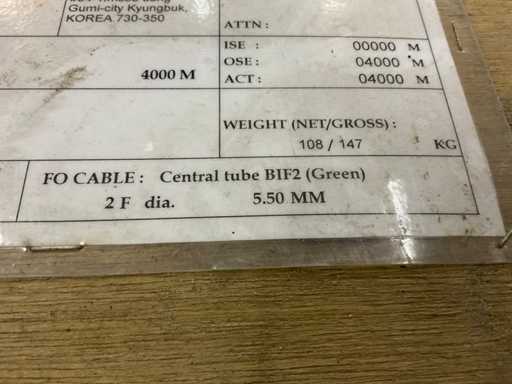 Gumi-city Kyungbuk,
KOREA 730-350
ATTN :
ISE : 00000 M
4000 M
OSE : 04000 M
ACT : 04000 M
WEIGHT (NET/GROSS) :
108 / 147 KG
FO CABLE : Central tube BIF2 (Green)
2 F dia. 5.50 MM